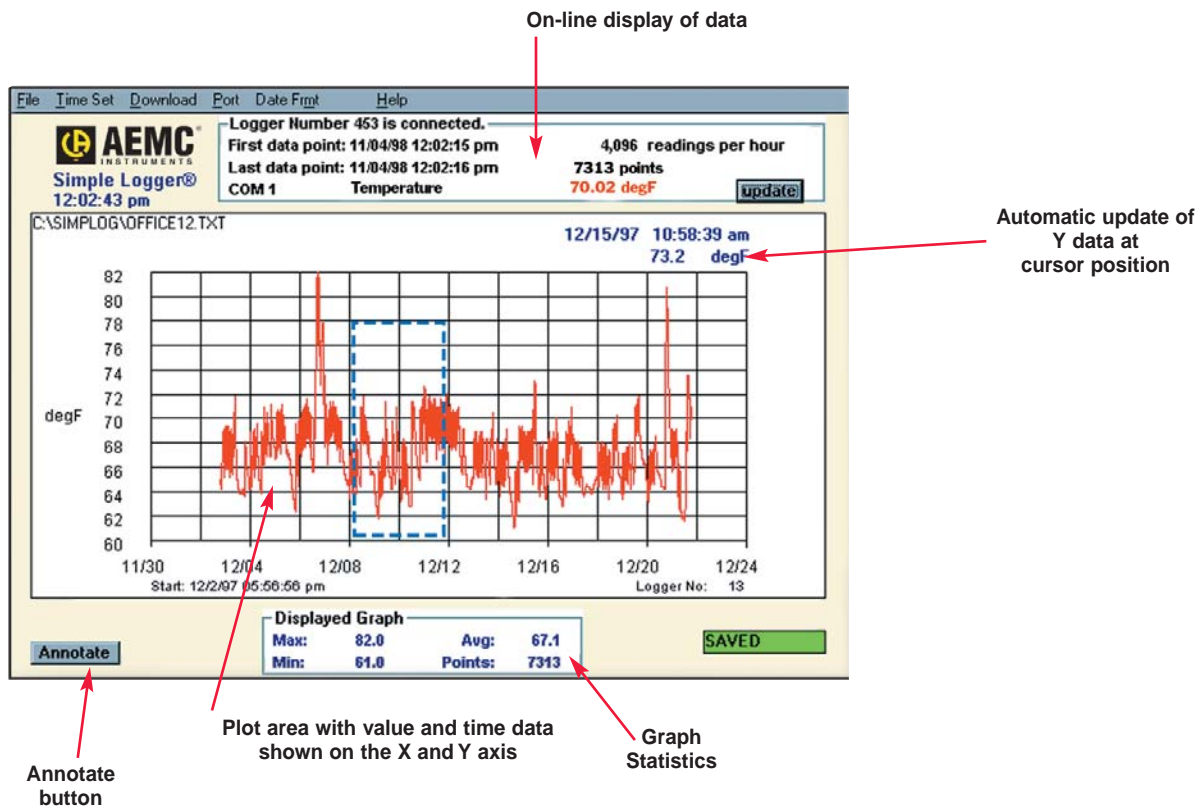 On-line display of data
File Time Set Download Port Date Frmt Help
AEMC®
INSTRUMENTS
Simple Logger®
12:02:43 pm
Logger Number 453 is connected.
First data point: 11/04/98 12:02:15 pm 4,096 readings per hour
Last data point: 11/04/98 12:02:16 pm 7313 points
COM 1 Temperature 70.02 degF update
Automatic update of
Y data at
cursor position
C:\SIMPLOG\OFFICE12.TXT
12/15/97 10:58:39 am
73.2 degF
82
80
78
76
74
72
degF 70
68
66
64
62
60
11/30 12/04 12/08 12/12 12/16 12/20 12/24
Start: 12/2/97 05:56:56 pm Logger No: 13
Displayed Graph
Max: 82.0 Avg: 67.1
Min: 61.0 Points: 7313
SAVED
Annotate
Plot area with value and time data
shown on the X and Y axis
Graph
Statistics
Annotate
button